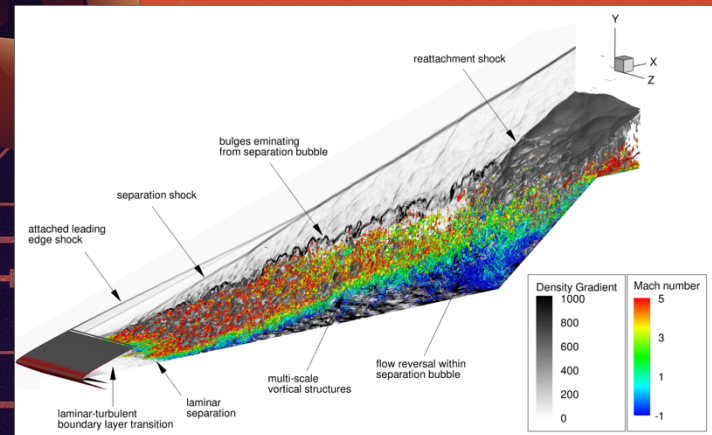 Y
X
Z
reattachment shock
bulges eminating
from separation bubble
separation shock
attached leading
edge shock
Density Gradient
1000
800
600
400
200
0
Mach number
5
3
1
-1
flow reversal within
separation bubble
multi-scale
vortical structures
laminar
separation
laminar-turbulent
boundary layer transition